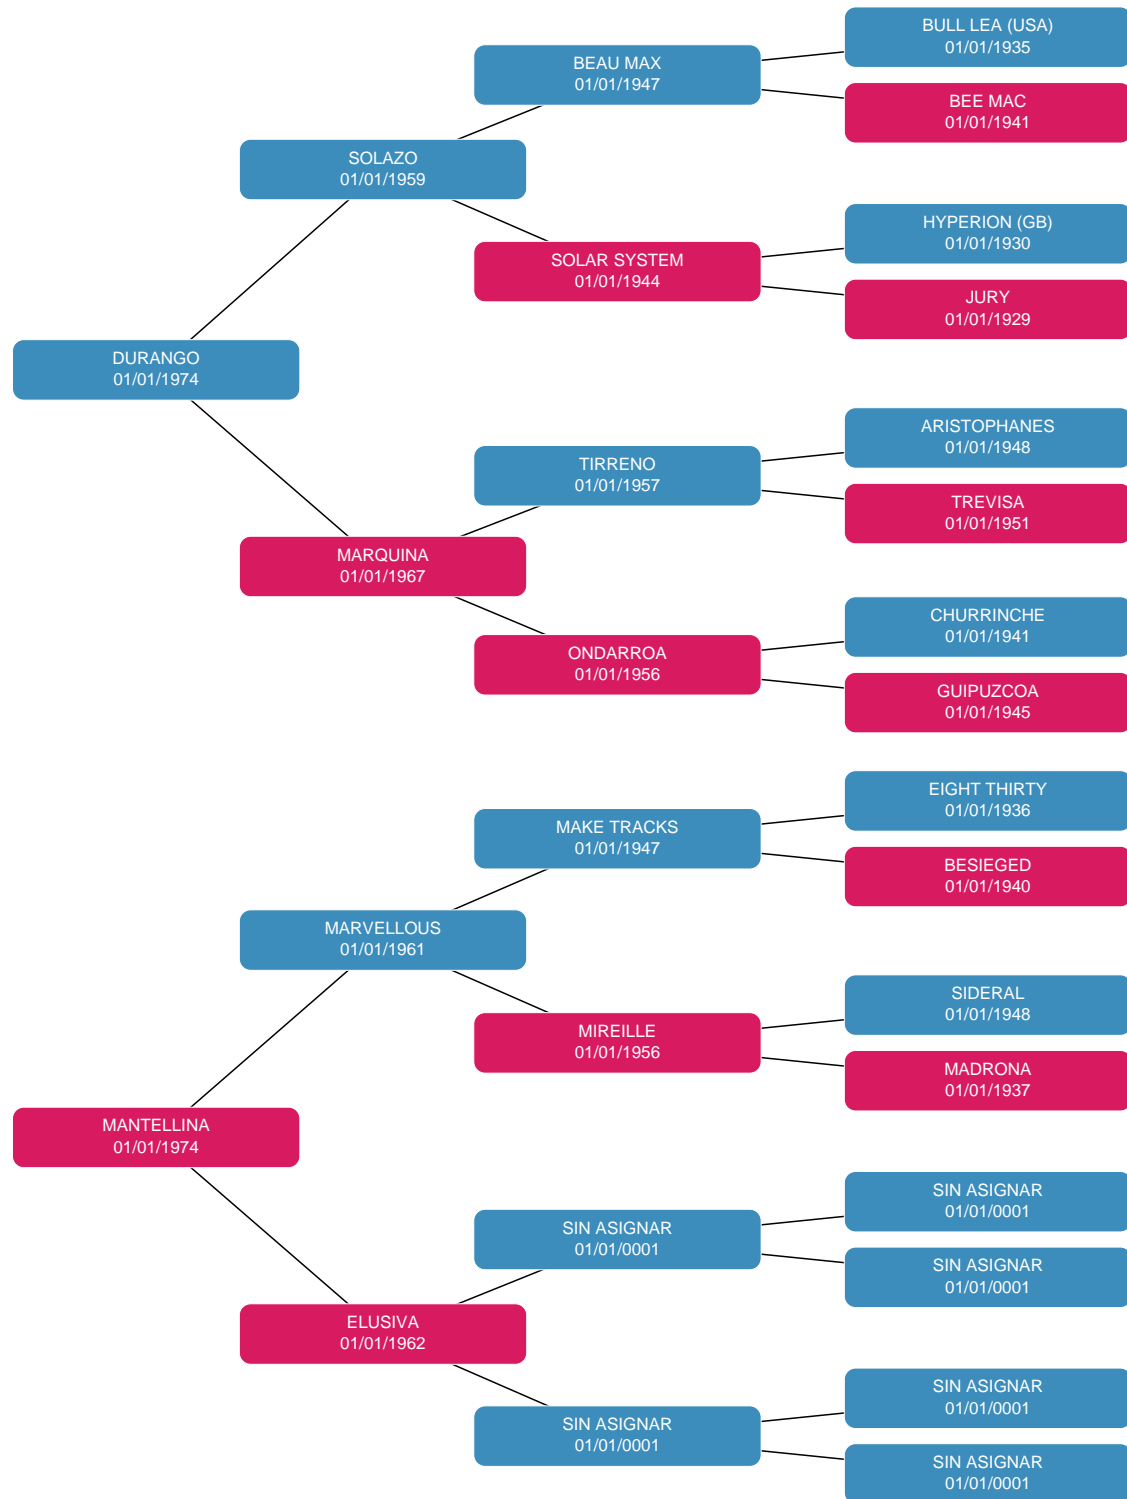 BULL LEA (USA)
01/01/1935
BEAU MAX
01/01/1947
BEE MAC
01/01/1941
SOLAZO
01/01/1959
HYPERION (GB)
01/01/1930
SOLAR SYSTEM
01/01/1944
JURY
01/01/1929
DURANGO
01/01/1974
ARISTOPHANES
01/01/1948
TIRRENO
01/01/1957
TREVISA
01/01/1951
MARQUINA
01/01/1967
CHURRINCHE
01/01/1941
ONDARROA
01/01/1956
GUIPUZCOA
01/01/1945
EIGHT THIRTY
01/01/1936
MAKE TRACKS
01/01/1947
BESIEGED
01/01/1940
MARVELLOUS
01/01/1961
SIDERAL
01/01/1948
MIREILLE
01/01/1956
MADRONA
01/01/1937
MANTELLINA
01/01/1974
SIN ASIGNAR
01/01/0001
SIN ASIGNAR
01/01/0001
SIN ASIGNAR
01/01/0001
ELUSIVA
01/01/1962
SIN ASIGNAR
01/01/0001
SIN ASIGNAR
01/01/0001
SIN ASIGNAR
01/01/0001